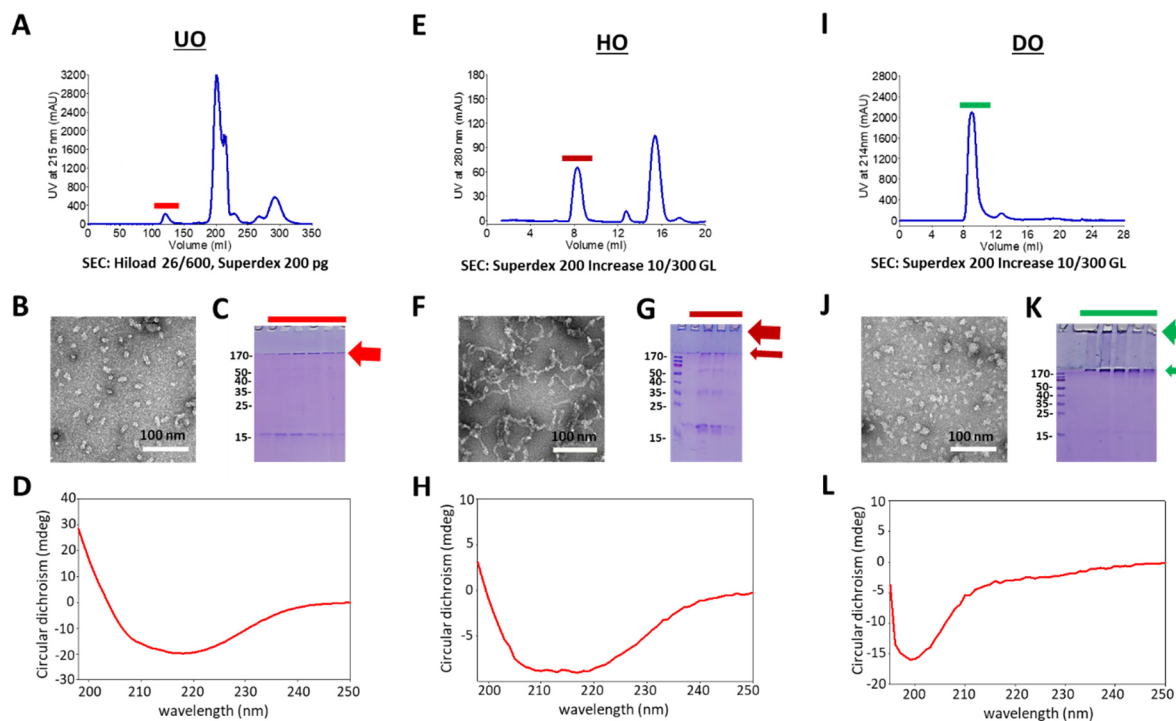 A
UO
UV at 215 nm (mAU)
3200
2800
2400
2000
1600
1200
800
400
0
0 50 100 150 200 250 300 350
Volume (ml)
SEC: Hiload 26/600, Superdex 200 pg
E
HO
UV at 280 nm (mAU)
180
150
120
90
60
30
0
0 4 8 12 16 20
Volume (ml)
SEC: Superdex 200 Increase 10/300 GL
I
DO
UV at 214nm (mAU)
2800
2400
2000
1600
1200
800
400
0
0 4 8 12 16 20 24 28
Volume (ml)
SEC: Superdex 200 Increase 10/300 GL
B
100 nm
C
170-
50-
40-
35-
25-
15-
F
100 nm
G
170-
50-
40-
35-
25-
15-
J
100 nm
K
170-
50-
40-
35-
25-
15-
D
Circular dichroism (mdeg)
40
30
20
10
0
-10
-20
-30
200 210 220 230 240 250
wavelength (nm)
H
Circular dichroism (mdeg)
10
5
0
-5
200 210 220 230 240 250
wavelength (nm)
L
Circular dichroism (mdeg)
10
5
0
-5
-10
-15
-20
200 210 220 230 240 250
wavelength (nm)